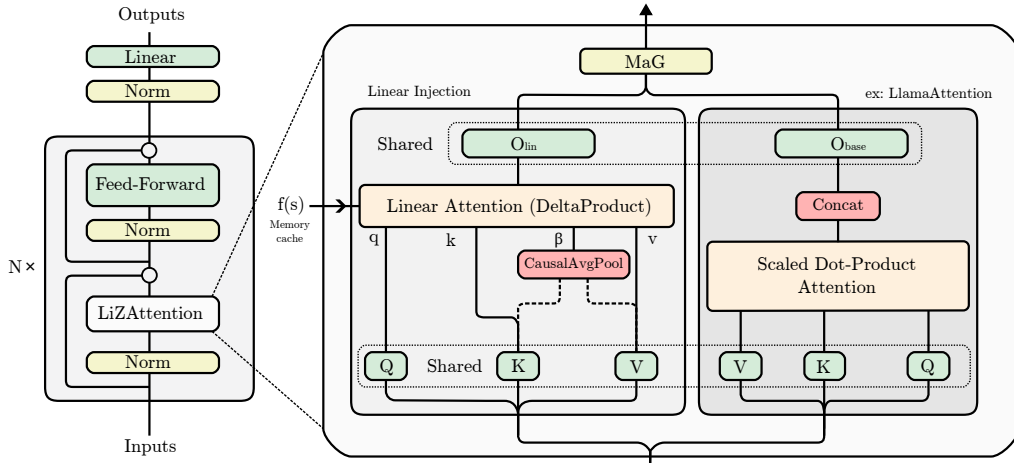 Outputs
Linear
Norm
Feed-Forward
Norm
N×
LiZAttention
Norm
Inputs
MaG
Linear Injection
ex: LlamaAttention
Shared
Olin
Obase
f(s)
Memory
cache
Linear Attention (DeltaProduct)
Concat
q
k
β
v
CausalAvgPool
Scaled Dot-Product
Attention
Q
K
V
Shared
V
K
Q